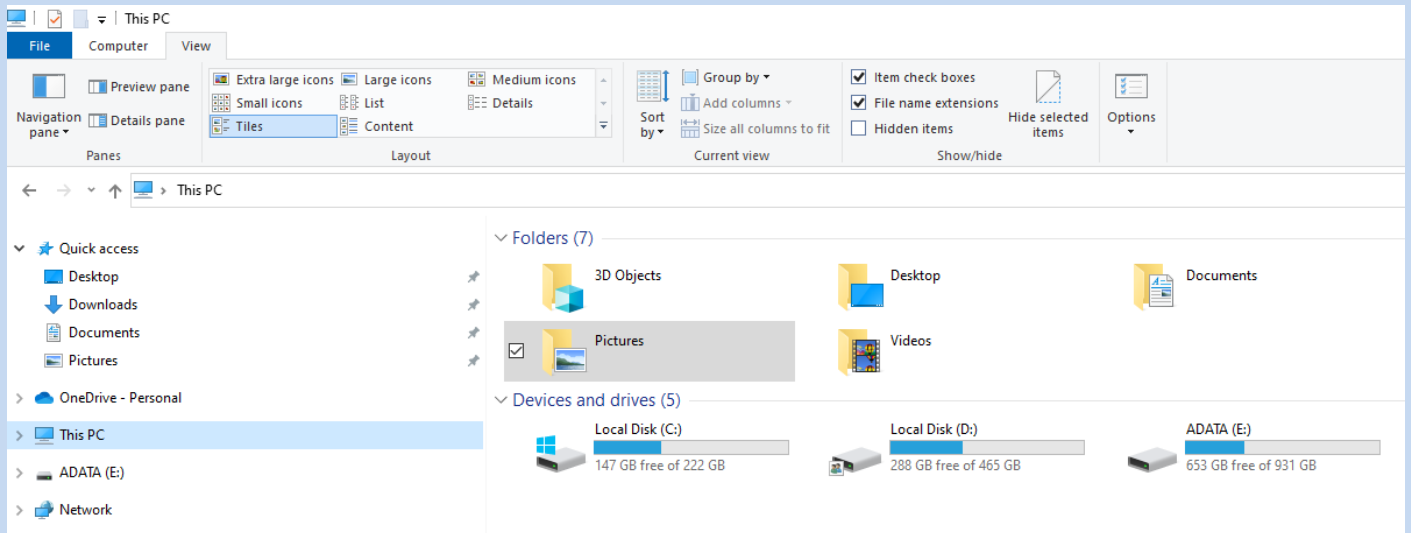 This PC
File Computer View
Navigation pane
Preview pane
Details pane
Panes
Extra large icons Large icons Medium icons
Small icons List Details
Tiles Content
Layout
Sort by
Group by
Add columns
Size all columns to fit
Current view
Item check boxes
File name extensions
Hidden items
Hide selected items
Show/hide
Options
This PC
Quick access
Desktop
Downloads
Documents
Pictures
OneDrive - Personal
This PC
ADATA (E:)
Network
Folders (7)
3D Objects Desktop Documents
Pictures Videos
Devices and drives (5)
Local Disk (C:) Local Disk (D:) ADATA (E:)
147 GB free of 222 GB 288 GB free of 465 GB 653 GB free of 931 GB